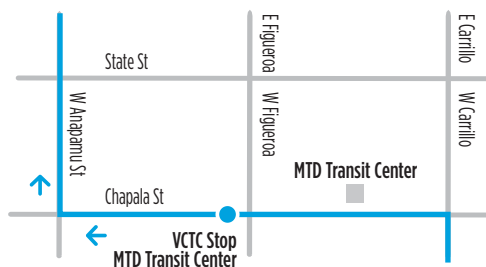 E Figueroa
E Carrillo
State St
W Anapamu St
W Figueroa
W Carrillo
MTD Transit Center
Chapala St
VCTC Stop
MTD Transit Center